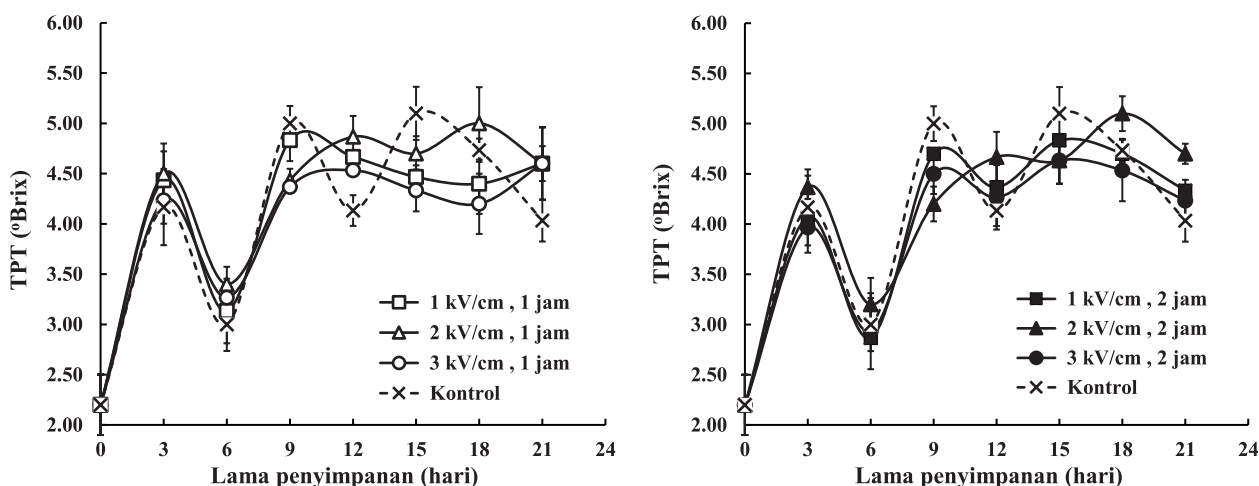 6.00
5.50
5.00
4.50
4.00
3.50
3.00
2.50
2.00
TPT (°Brix)
0 3 6 9 12 15 18 21 24
Lama penyimpanan (hari)
1 kV/cm , 1 jam
2 kV/cm , 1 jam
3 kV/cm , 1 jam
Kontrol
6.00
5.50
5.00
4.50
4.00
3.50
3.00
2.50
2.00
TPT (°Brix)
0 3 6 9 12 15 18 21 24
Lama penyimpanan (hari)
1 kV/cm , 2 jam
2 kV/cm , 2 jam
3 kV/cm , 2 jam
Kontrol